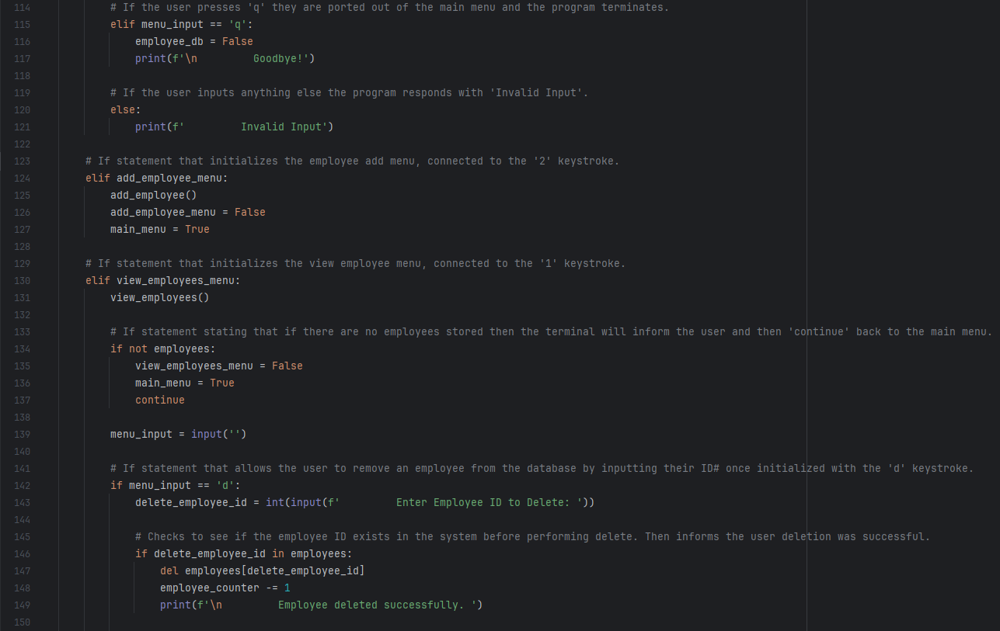 114 # If the user presses 'q' they are ported out of the main menu and the program terminates.
115 elif menu_input == 'q':
116 employee_db = False
117 print(f'\n         Goodbye!')
118
119 # If the user inputs anything else the program responds with 'Invalid Input'.
120 else:
121 print(f'         Invalid Input')
122
123 # If statement that initializes the employee add menu, connected to the '2' keystroke.
124 elif add_employee_menu:
125 add_employee()
126 add_employee_menu = False
127 main_menu = True
128
129 # If statement that initializes the view employee menu, connected to the '1' keystroke.
130 elif view_employees_menu:
131 view_employees()
132
133 # If statement stating that if there are no employees stored then the terminal will inform the user and then 'continue' back to the main menu.
134 if not employees:
135 view_employees_menu = False
136 main_menu = True
137 continue
138
139 menu_input = input('')
140
141 # If statement that allows the user to remove an employee from the database by inputting their ID# once initialized with the 'd' keystroke.
142 if menu_input == 'd':
143 delete_employee_id = int(input(f'         Enter Employee ID to Delete: '))
144
145 # Checks to see if the employee ID exists in the system before performing delete. Then informs the user deletion was successful.
146 if delete_employee_id in employees:
147 del employees[delete_employee_id]
148 employee_counter -= 1
149 print(f'\n         Employee deleted successfully. ')
150